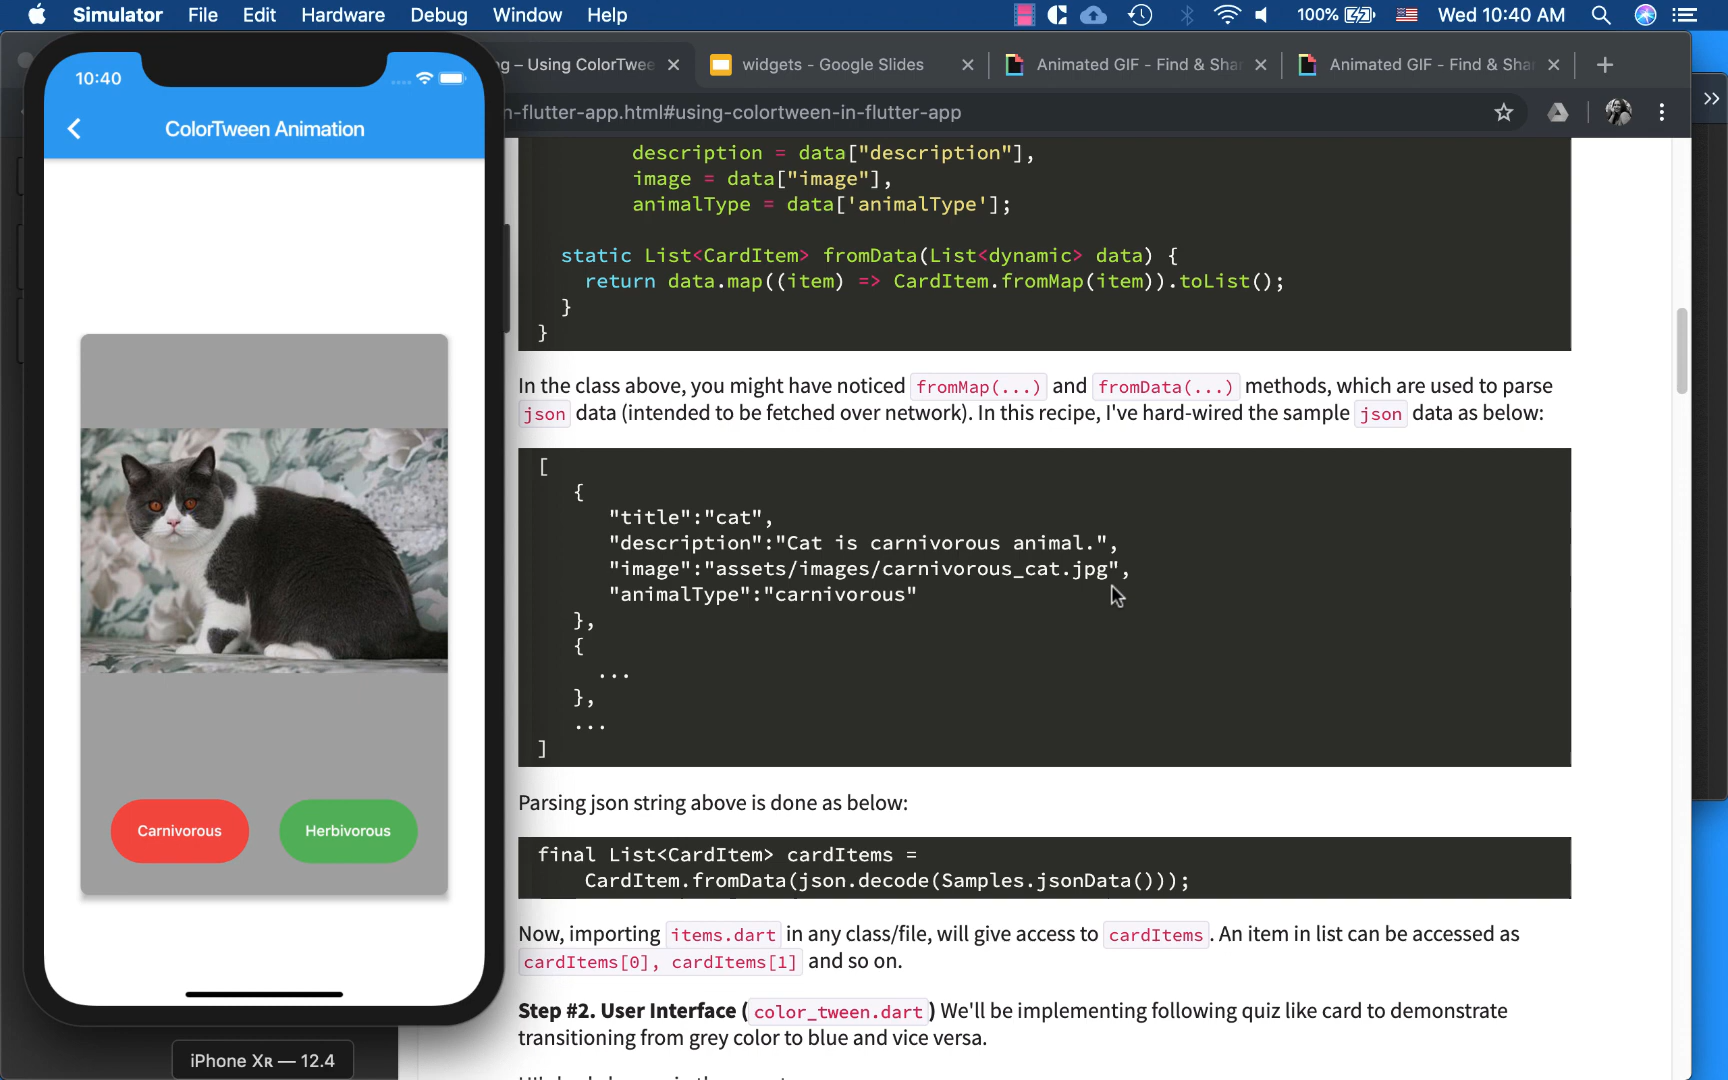 Simulator File Edit Hardware Debug Window Help 100% Wed 10:40 AM
10:40
ColorTween Animation
Carnivorous Herbivorous
iPhone XR — 12.4
g – Using ColorTwee widgets - Google Slides Animated GIF - Find & Shar Animated GIF - Find & Shar
n-flutter-app.html#using-colortween-in-flutter-app
description = data["description"],
image = data["image"],
animalType = data['animalType'];
static List<CardItem> fromData(List<dynamic> data) {
return data.map((item) => CardItem.fromMap(item)).toList();
}
}
In the class above, you might have noticed fromMap(...) and fromData(...) methods, which are used to parse
json data (intended to be fetched over network). In this recipe, I've hard-wired the sample json data as below:
[
{
"title":"cat",
"description":"Cat is carnivorous animal.",
"image":"assets/images/carnivorous_cat.jpg",
"animalType":"carnivorous"
},
{
...
},
...
]
Parsing json string above is done as below:
final List<CardItem> cardItems =
CardItem.fromData(json.decode(Samples.jsonData()));
Now, importing items.dart in any class/file, will give access to cardItems. An item in list can be accessed as
cardItems[0], cardItems[1] and so on.
Step #2. User Interface (color_tween.dart) We'll be implementing following quiz like card to demonstrate
transitioning from grey color to blue and vice versa.